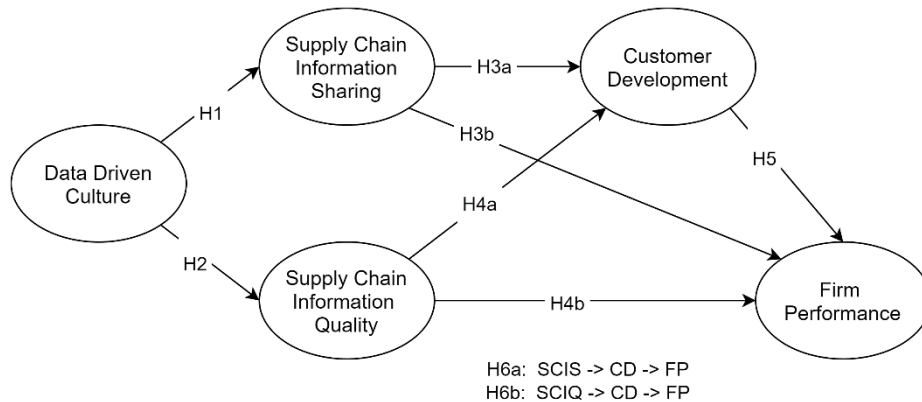 Supply Chain
Information
Sharing
H3a
Customer
Development
H1
H3b
Data Driven
Culture
H5
H4a
H2
Supply Chain
Information
Quality
H4b
Firm
Performance
H6a: SCIS -> CD -> FP
H6b: SCIQ -> CD -> FP